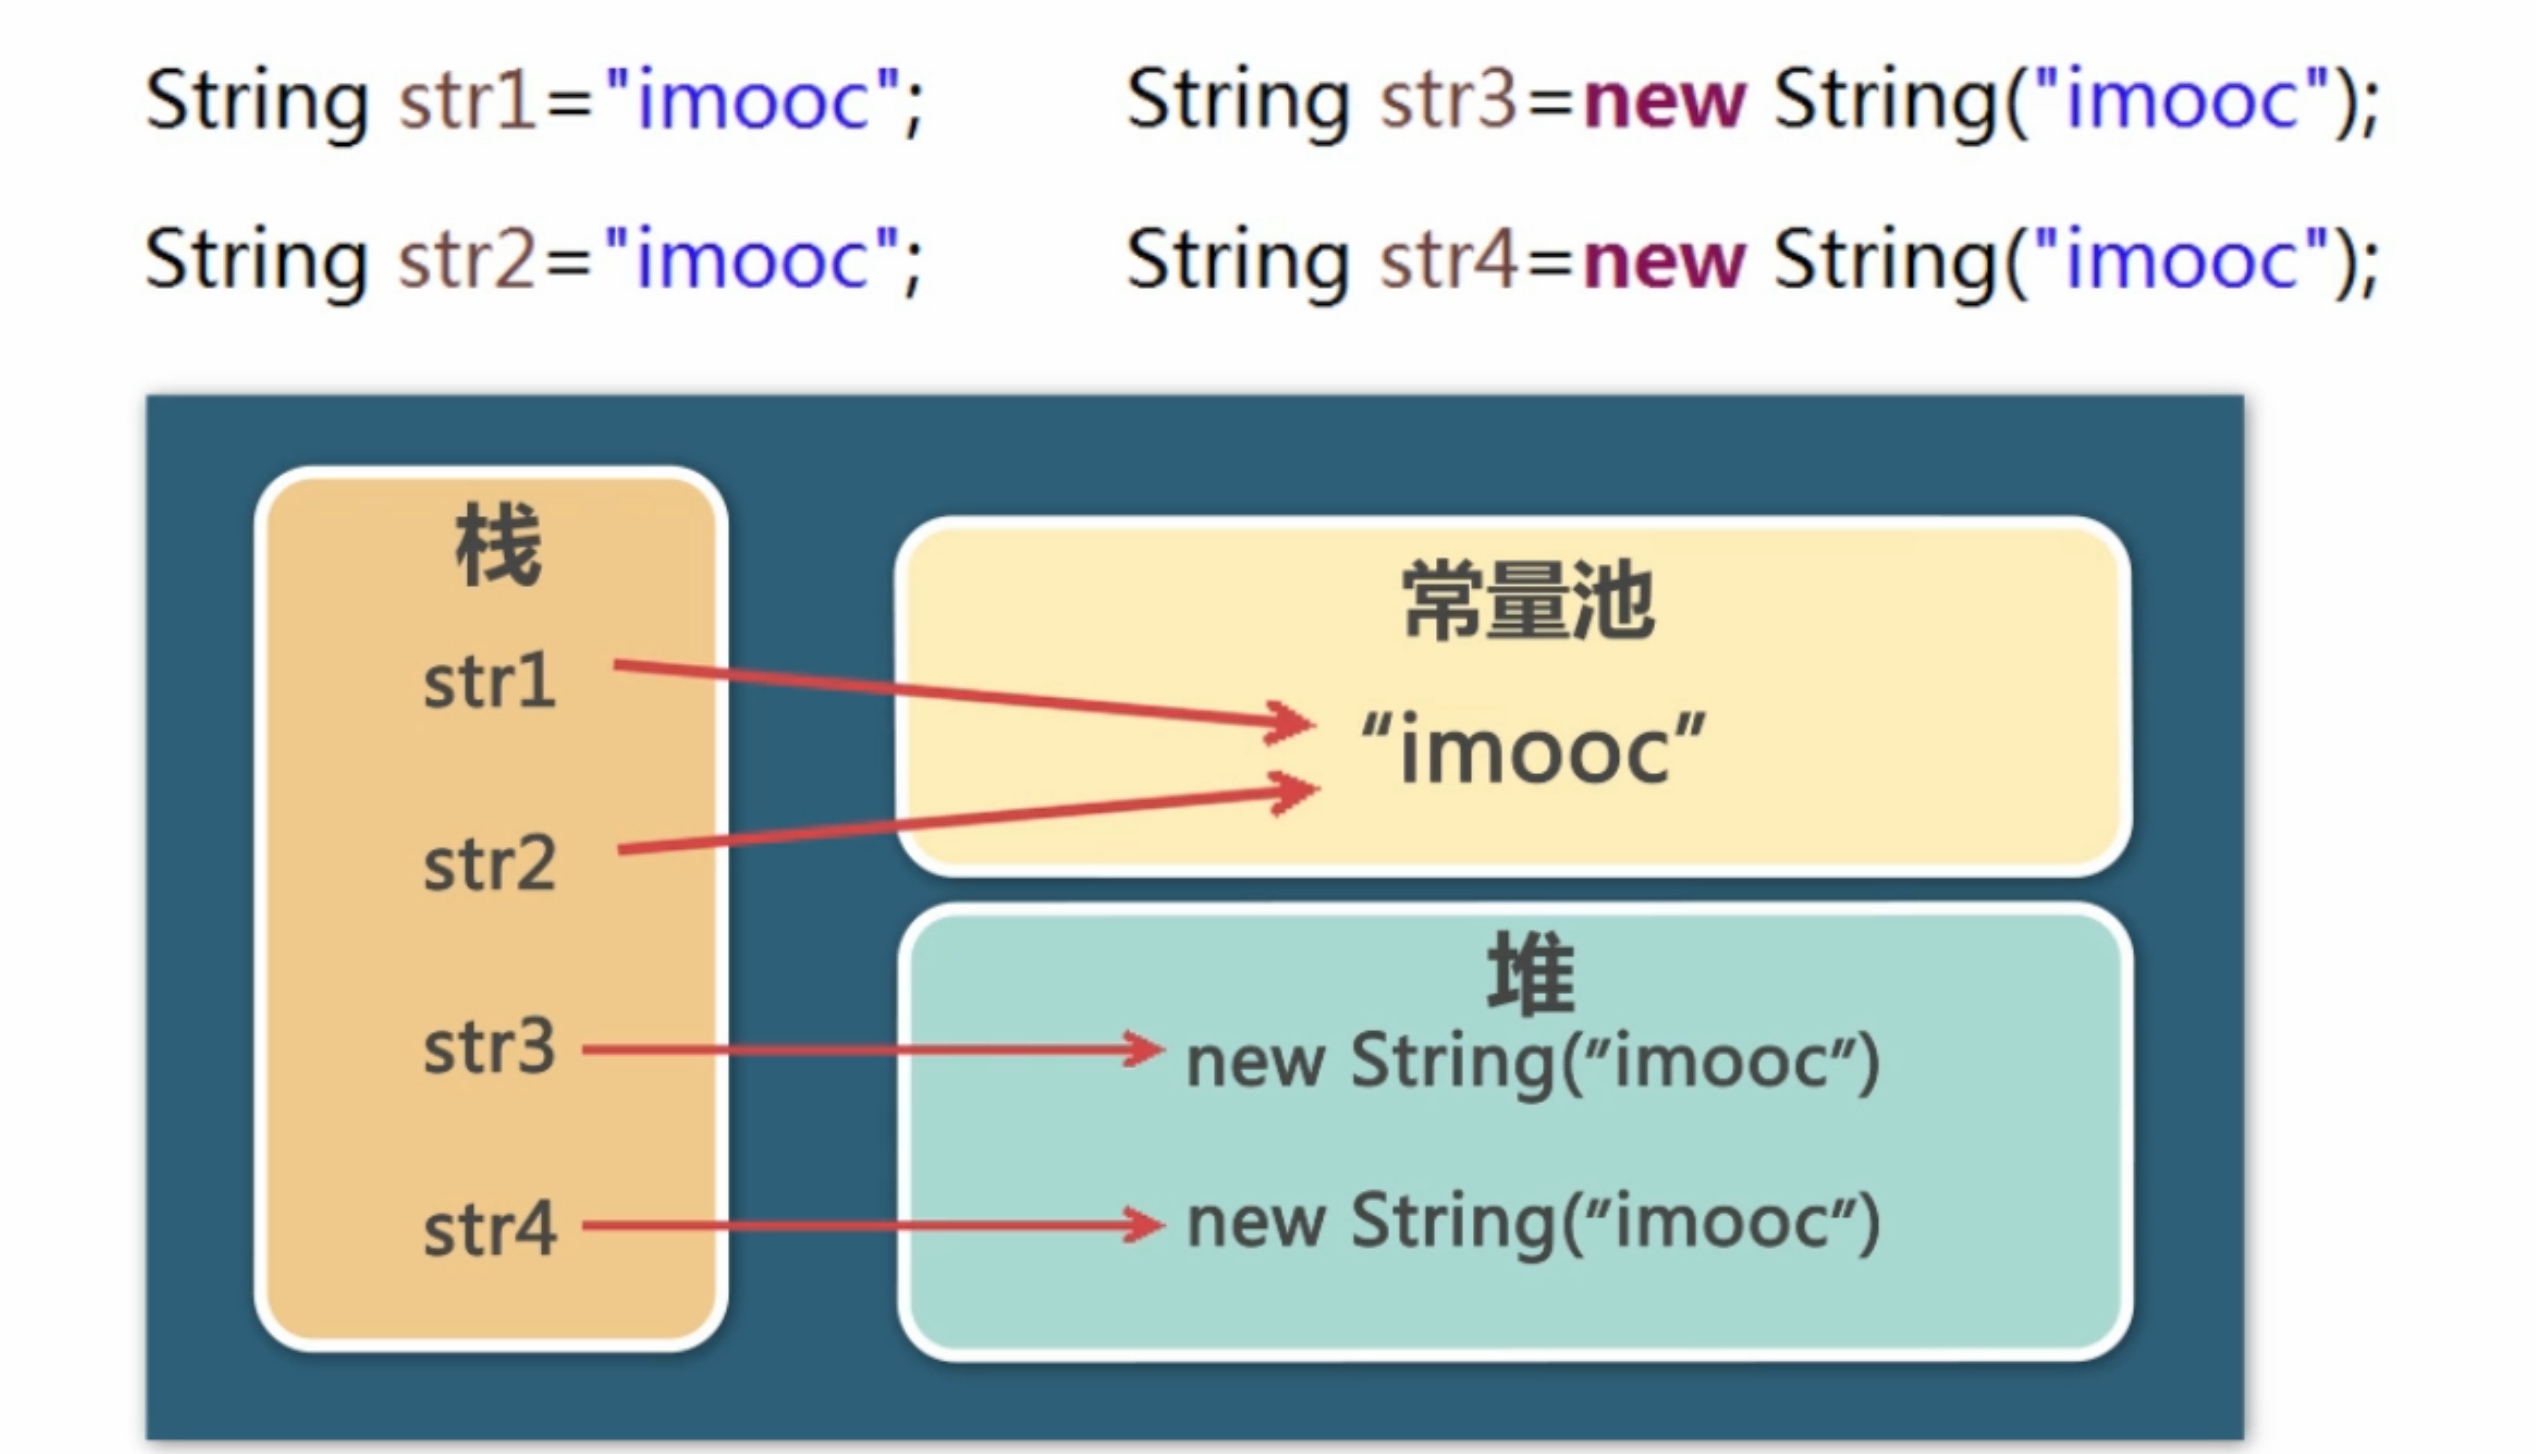 String str1="imooc"; String str3=new String("imooc");
String str2="imooc"; String str4=new String("imooc");
栈
str1
str2
str3
str4
常量池
“imooc”
堆
new String(“imooc”)
new String(“imooc”)